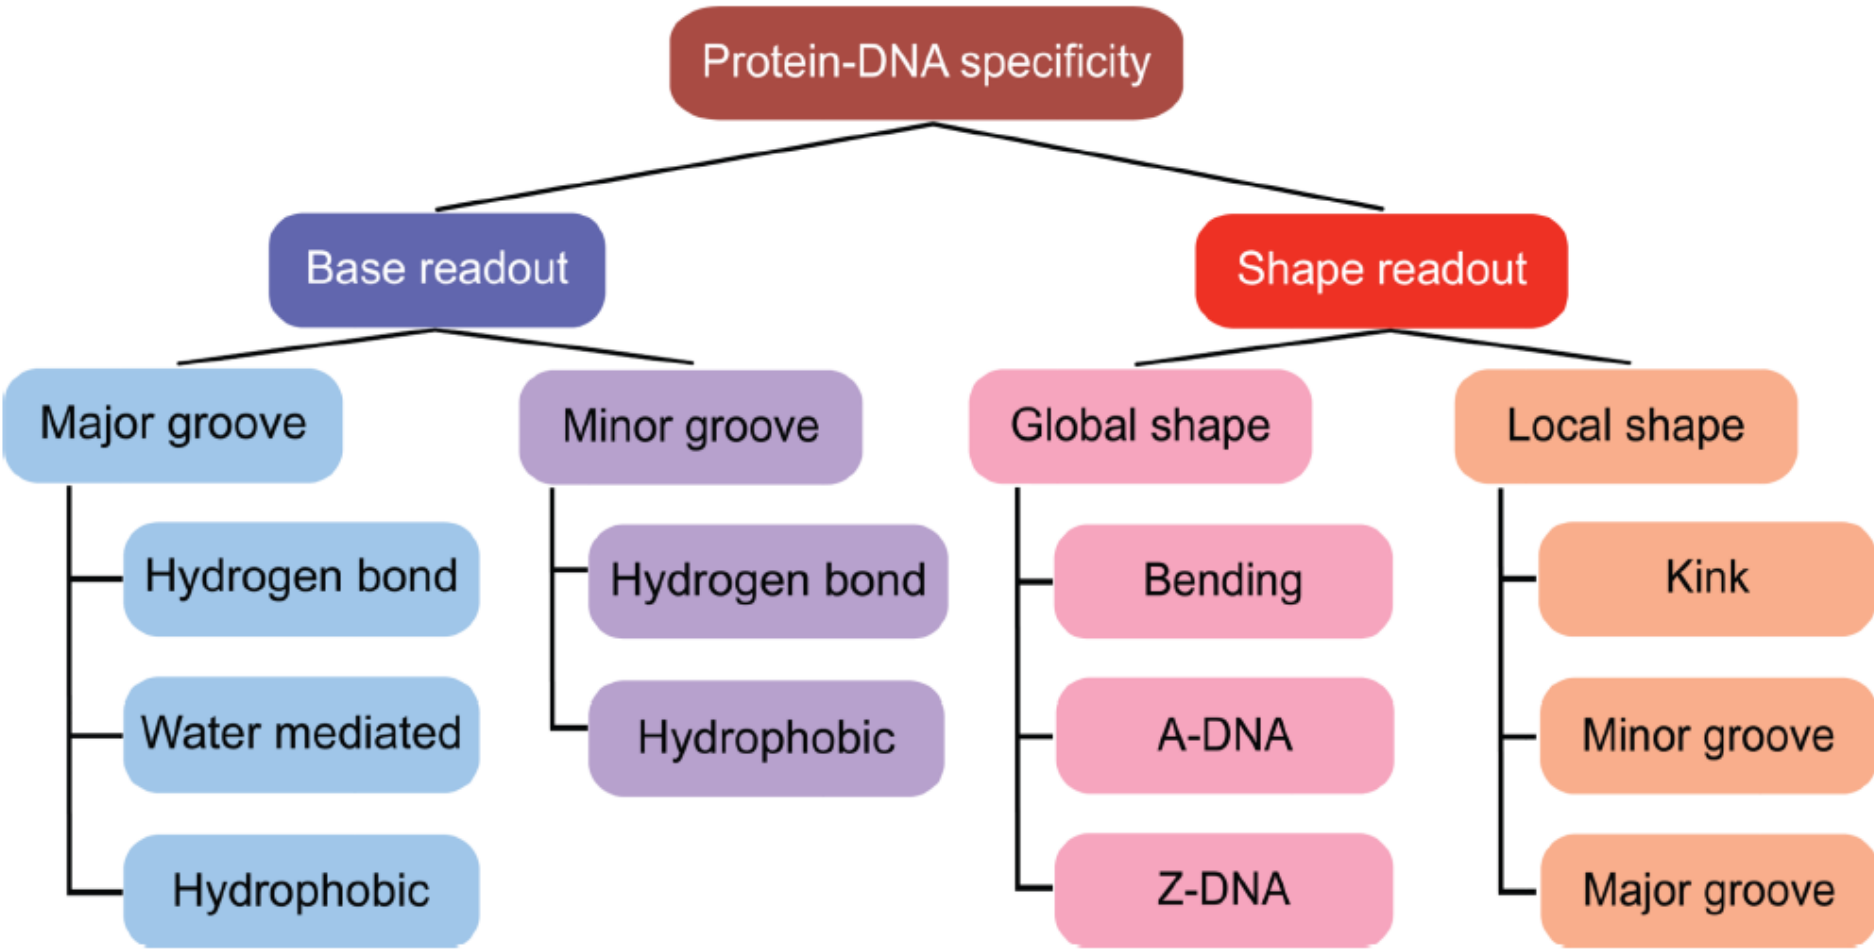 Protein-DNA specificity
Base readout
Shape readout
Major groove
Minor groove
Global shape
Local shape
Hydrogen bond
Hydrogen bond
Bending
Kink
Water mediated
Hydrophobic
A-DNA
Minor groove
Hydrophobic
Z-DNA
Major groove